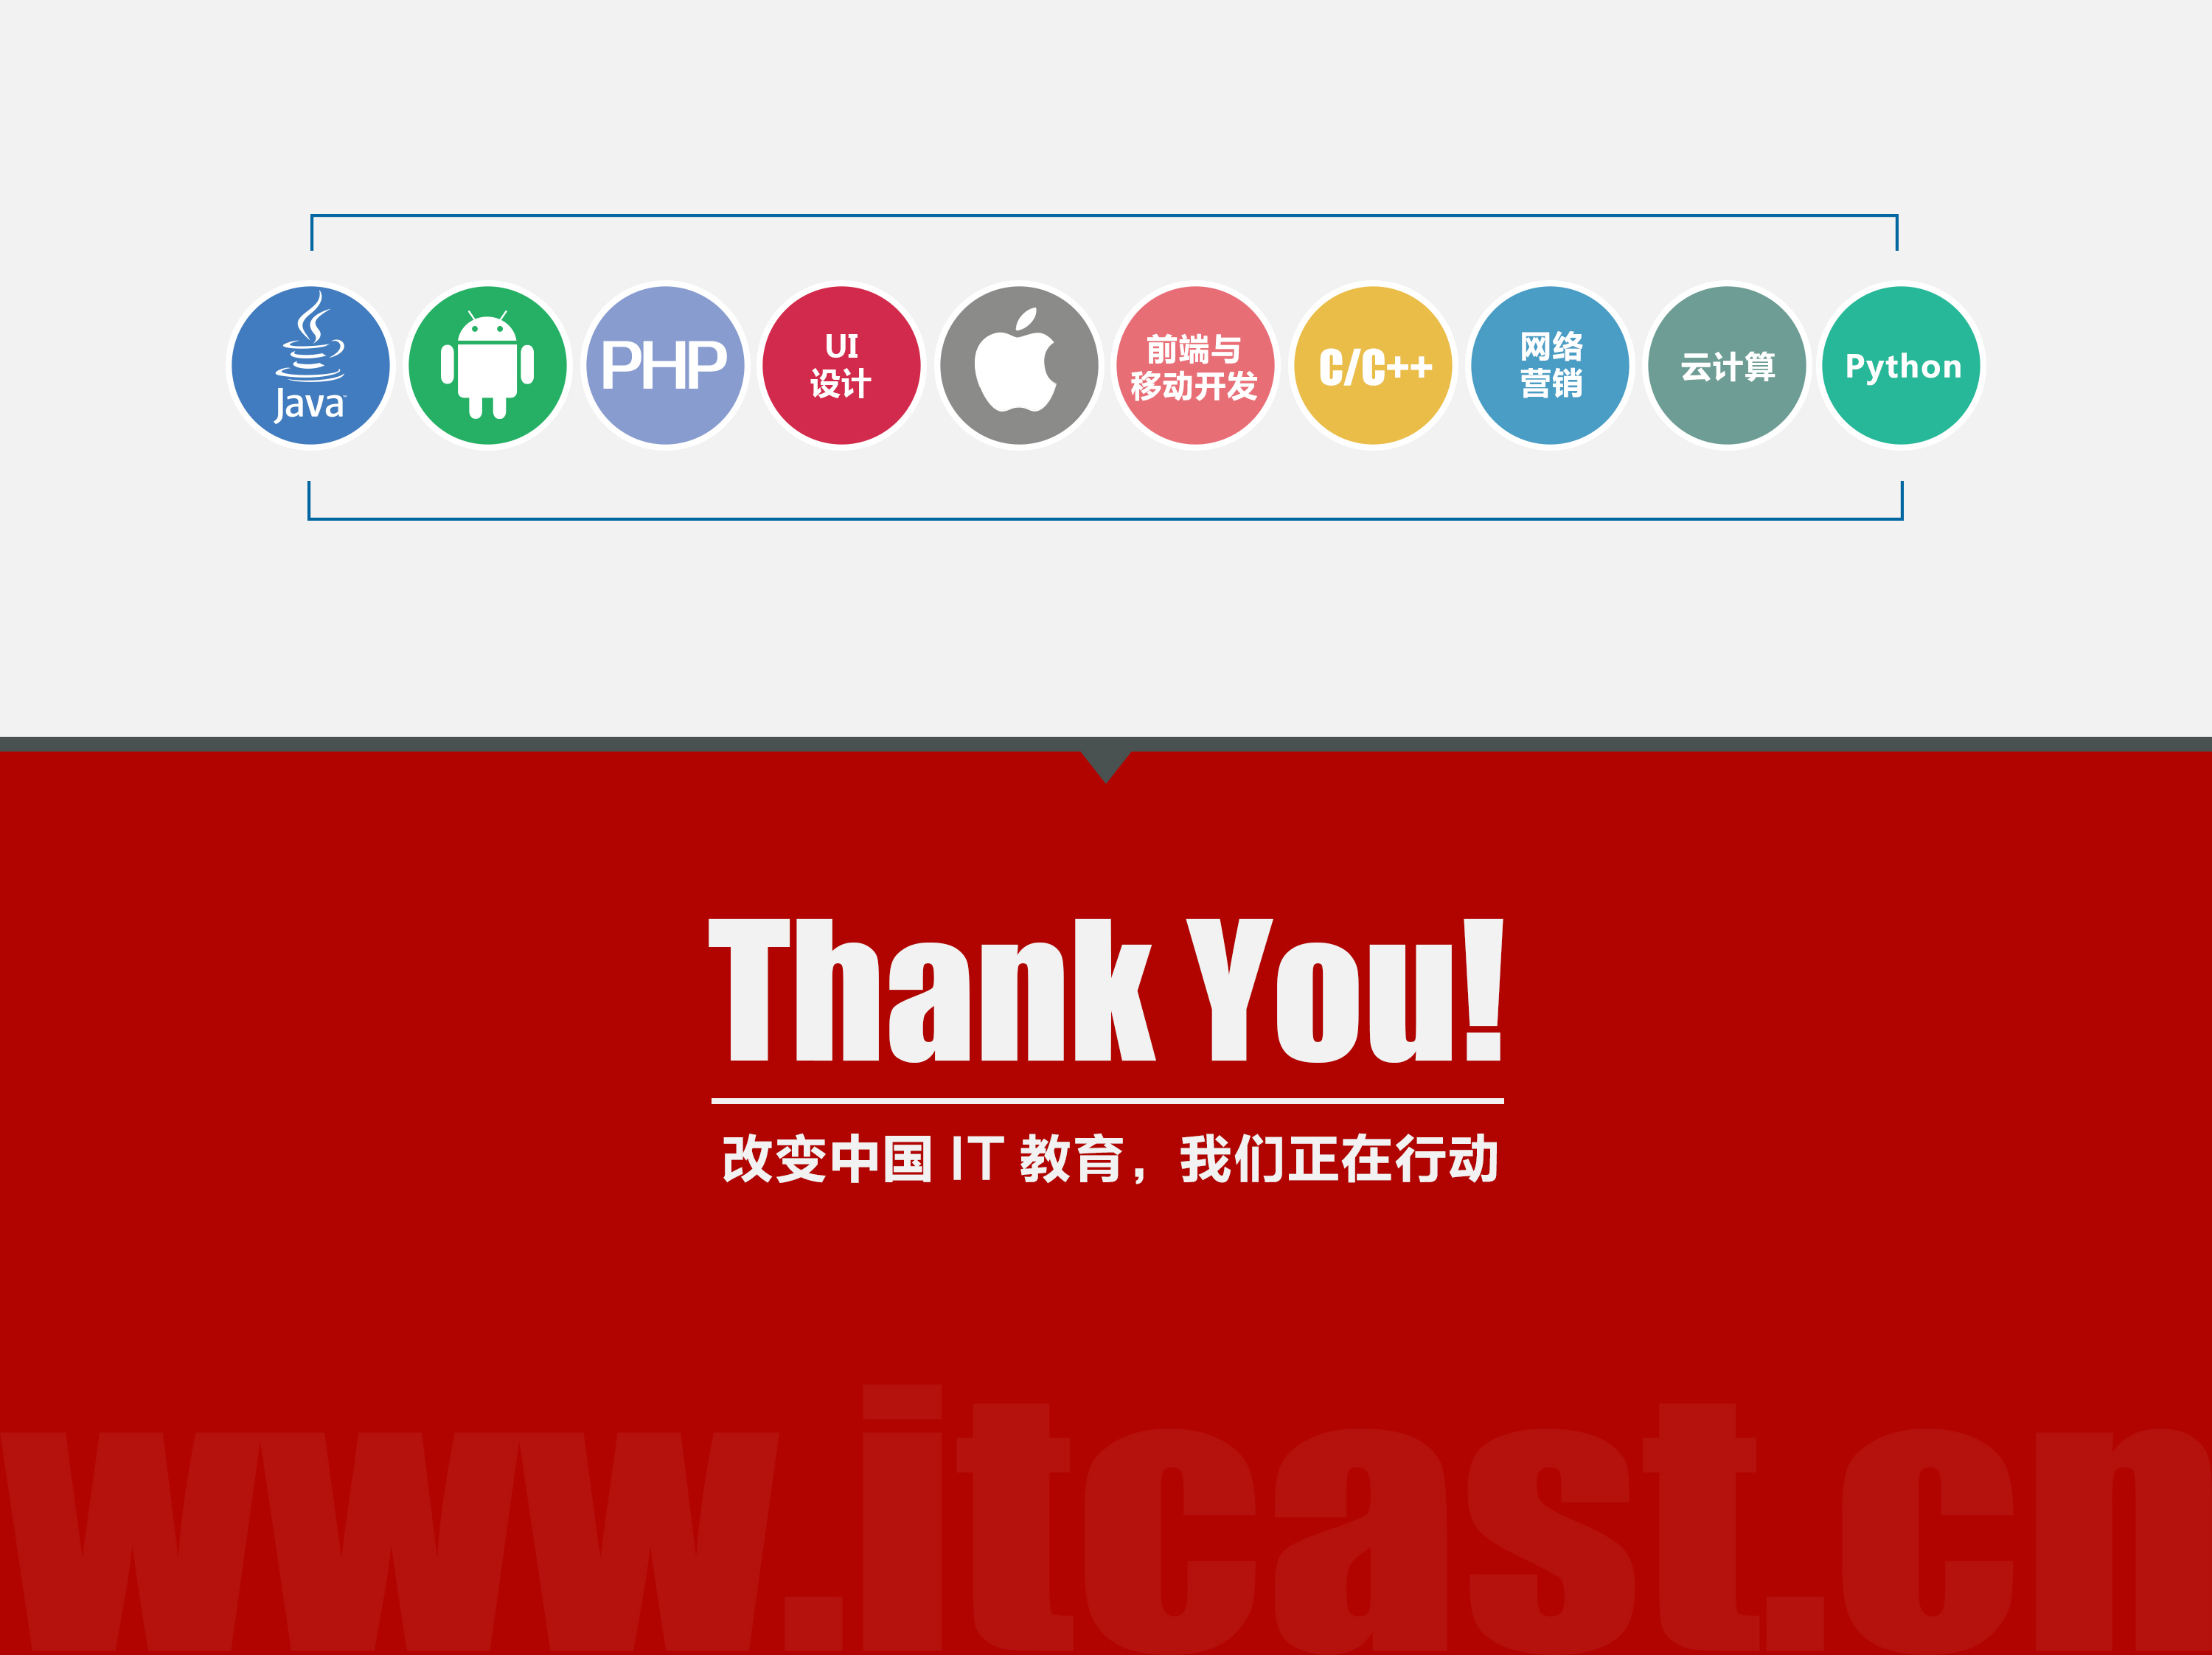 Java™
PHP
UI
设计
前端与
移动开发
C/C++
网络
营销
云计算
Python
Thank You!
改变中国 IT 教育，我们正在行动
www.itcast.cn